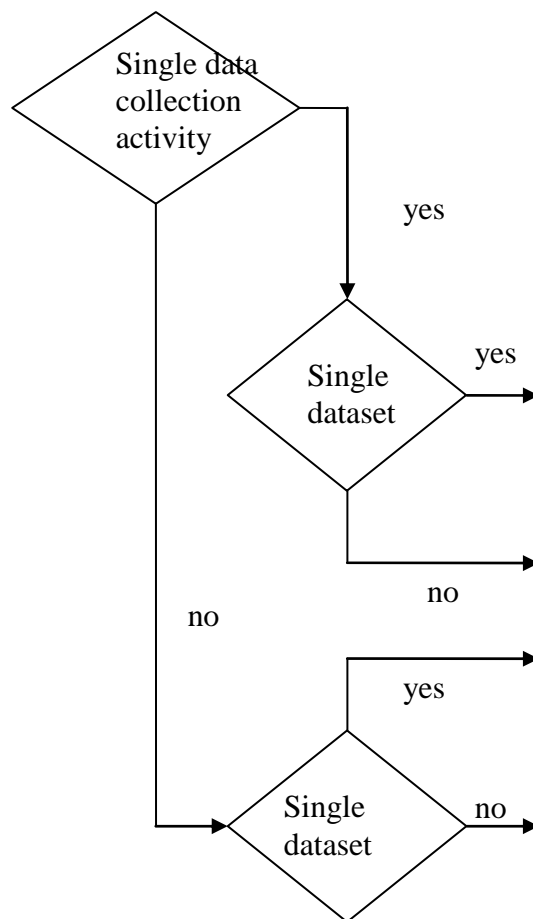 Single data
collection
activity
yes
yes
Single
dataset
no
no
yes
Single
dataset
no